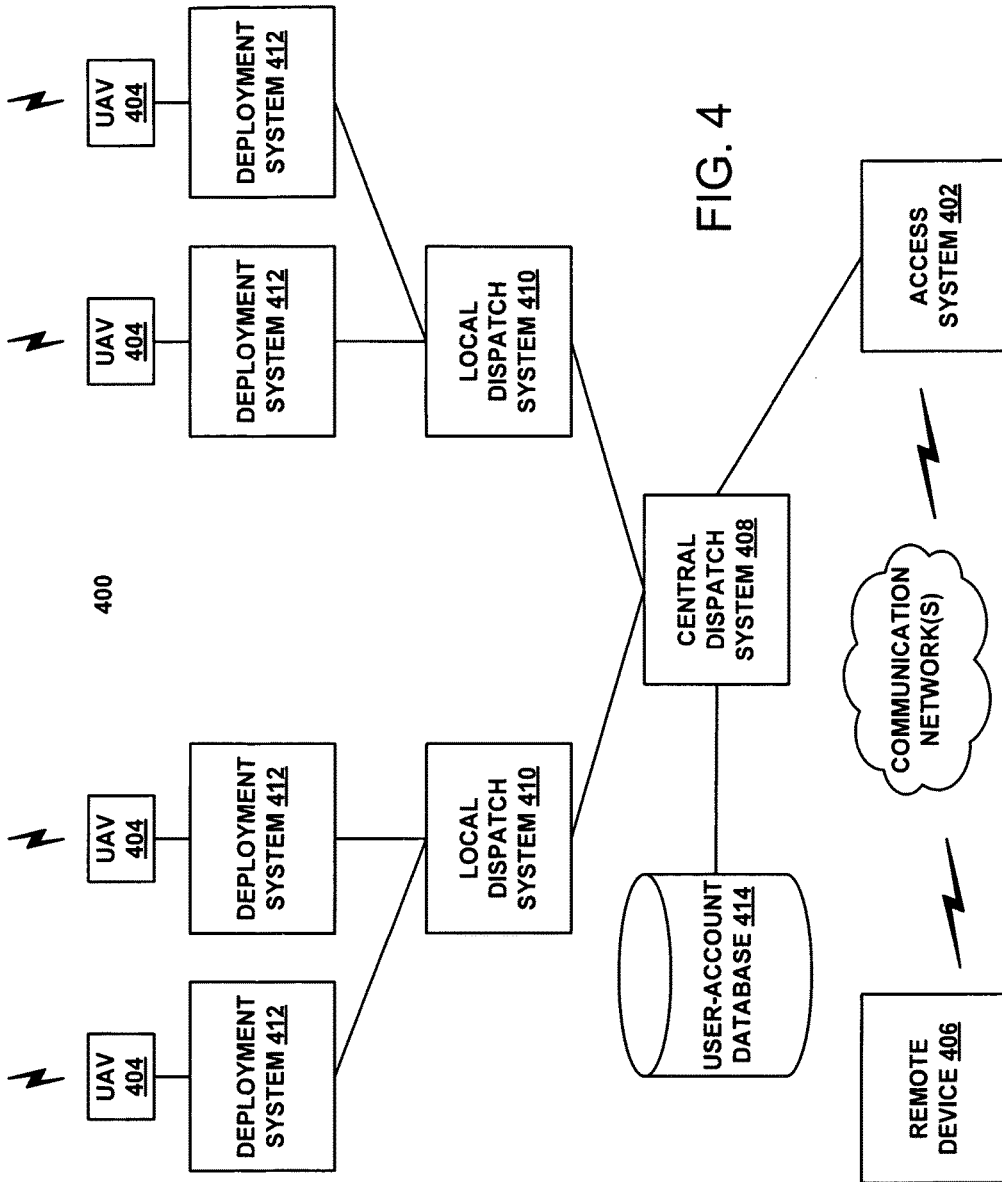 400
UAV
404
UAV
404
UAV
404
UAV
404
DEPLOYMENT
SYSTEM 412
DEPLOYMENT
SYSTEM 412
DEPLOYMENT
SYSTEM 412
DEPLOYMENT
SYSTEM 412
LOCAL
DISPATCH
SYSTEM 410
LOCAL
DISPATCH
SYSTEM 410
USER-ACCOUNT
DATABASE 414
CENTRAL
DISPATCH
SYSTEM 408
FIG. 4
REMOTE
DEVICE 406
COMMUNICATION
NETWORK(S)
ACCESS
SYSTEM 402